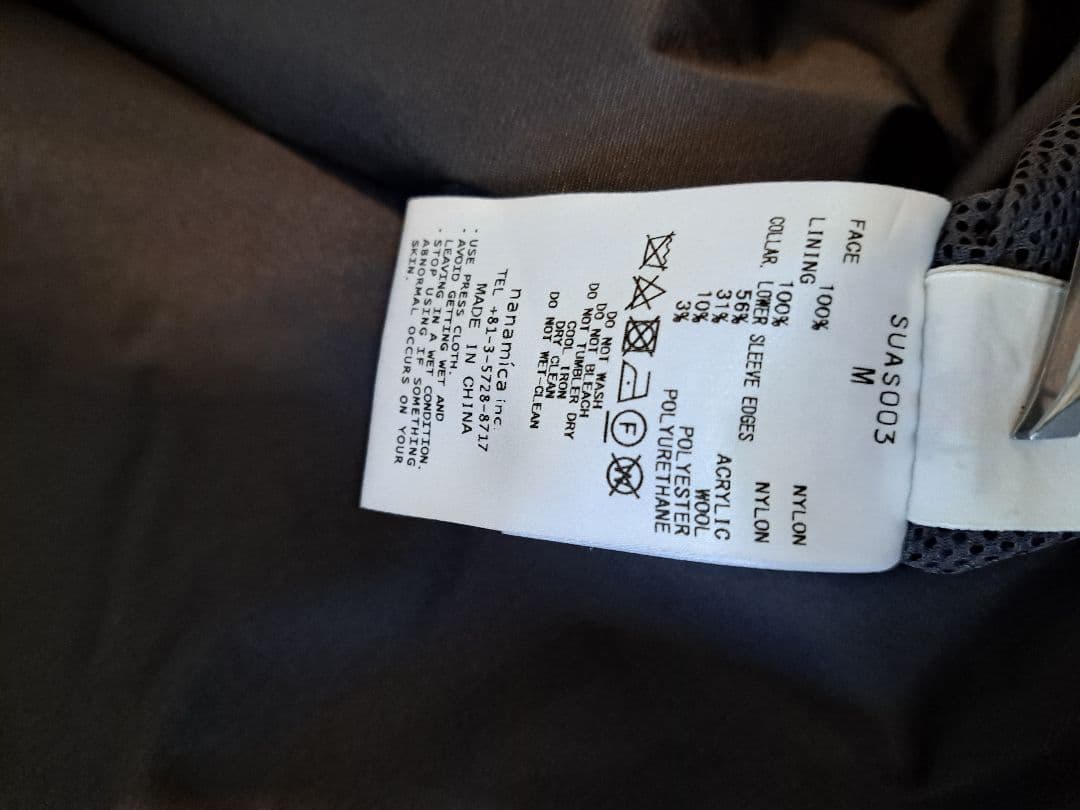 SUAS003
M
FACE
100% NYLON
LINING
100% NYLON
COLLAR. LOWER SLEEVE EDGES
56% ACRYLIC
31% WOOL
10% POLYESTER
3% POLYURETHANE
F
DO NOT WASH
DO NOT BLEACH
DO NOT TUMBLER DRY
COOL IRON
DRY CLEAN
DO NOT WET-CLEAN
nanamica inc.
TEL +81-3-5728-8717
MADE IN CHINA
・USE PRESS CLOTH.
・AVOID GETTING WET AND
LEAVING IN A WET CONDITION.
・STOP USING IF SOMETHING
ABNORMAL OCCURS ON YOUR
SKIN.